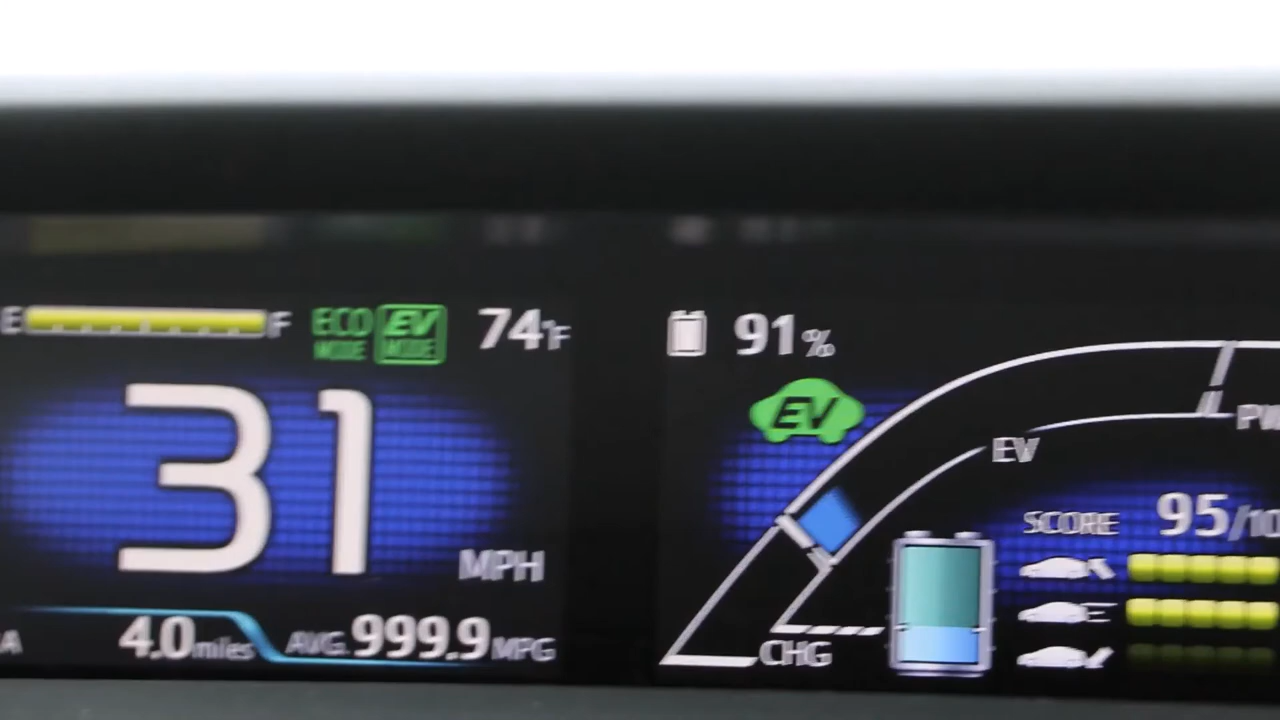 E F ECO MODE EV MODE 74°F
31 MPH
A 4.0 miles AVG. 999.9 MPG
91%
EV
EV PW
SCORE 95/10
CHG